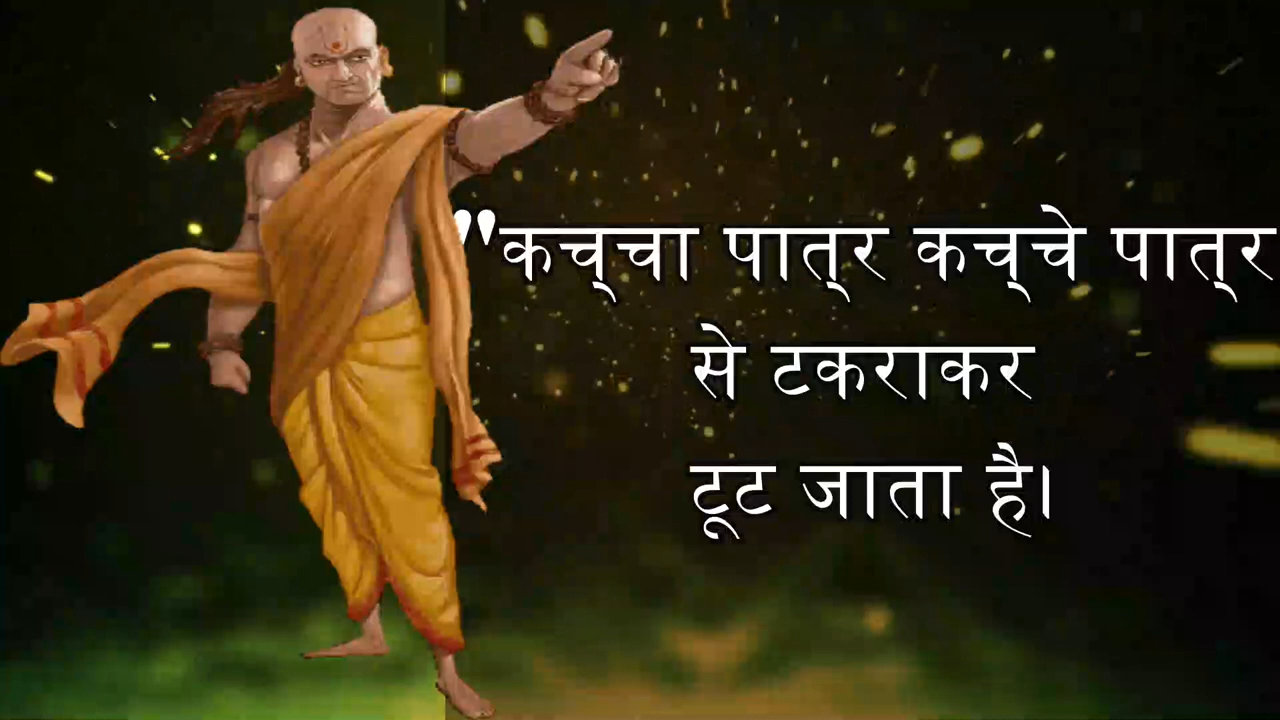 "कच्चा पात्र कच्चे पात्र
से टकराकर
टूट जाता है।